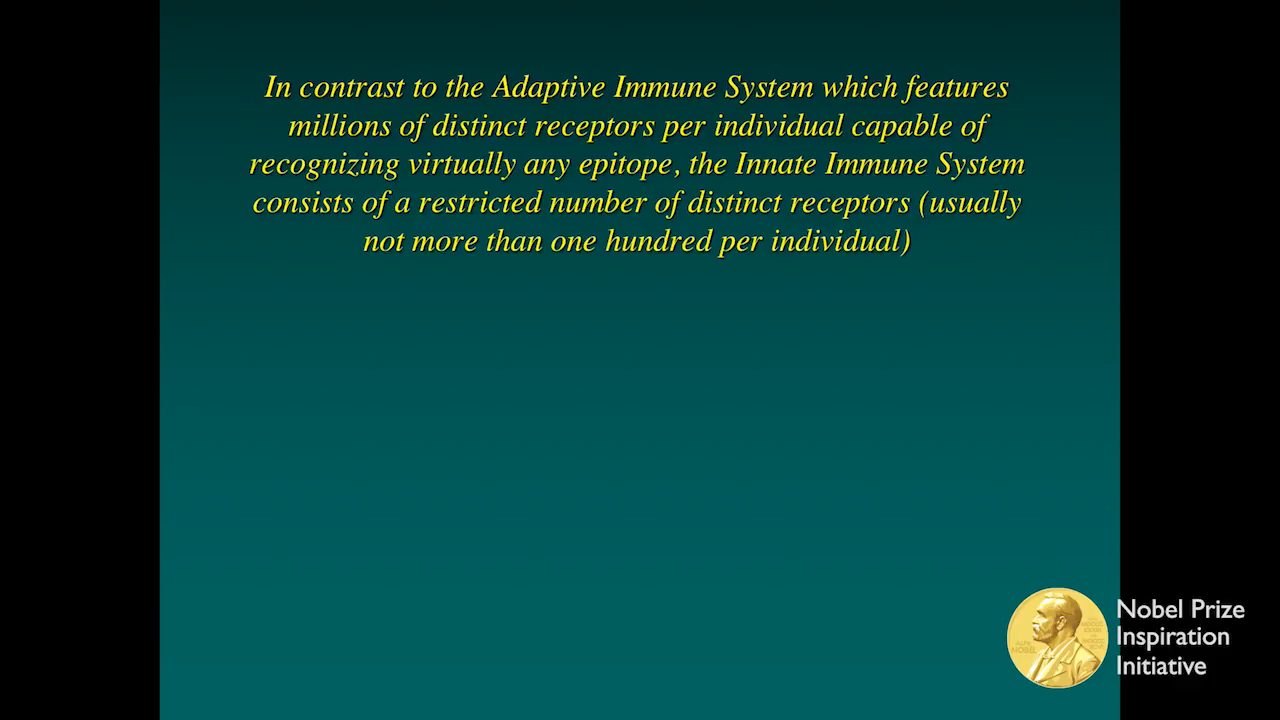 In contrast to the Adaptive Immune System which features
millions of distinct receptors per individual capable of
recognizing virtually any epitope, the Innate Immune System
consists of a restricted number of distinct receptors (usually
not more than one hundred per individual)
Nobel Prize
Inspiration
Initiative